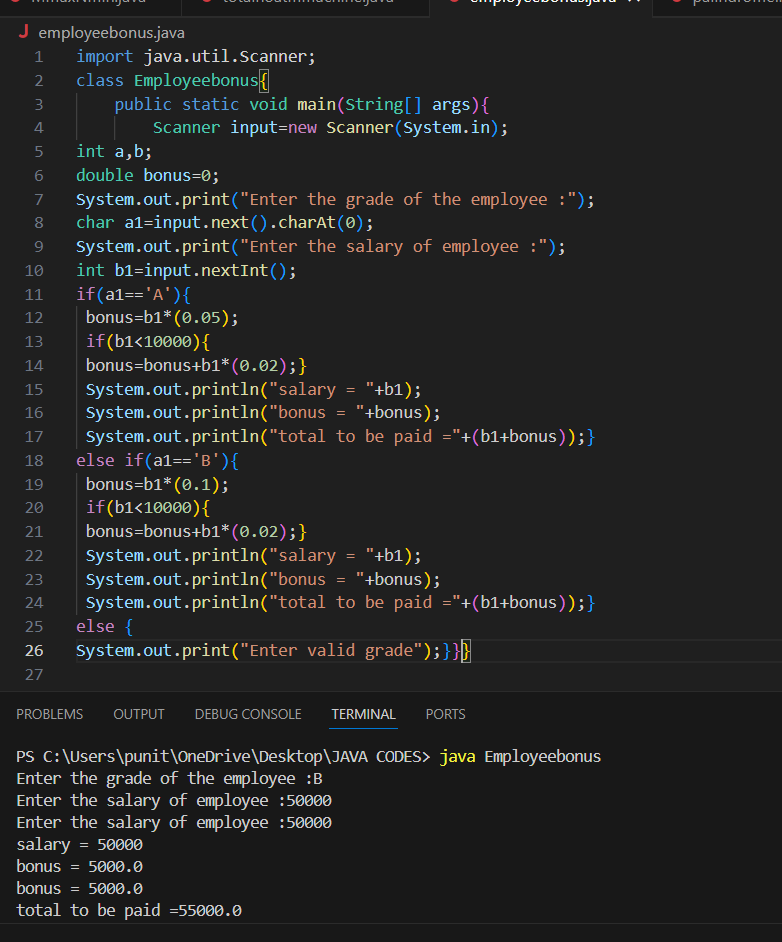 employeebonus.java
1 import java.util.Scanner;
2 class Employeebonus{
3     public static void main(String[] args){
4         Scanner input=new Scanner(System.in);
5 int a,b;
6 double bonus=0;
7 System.out.print("Enter the grade of the employee :");
8 char a1=input.next().charAt(0);
9 System.out.print("Enter the salary of employee :");
10 int b1=input.nextInt();
11 if(a1=='A'){
12  bonus=b1*(0.05);
13  if(b1<10000){
14  bonus=bonus+b1*(0.02);}
15  System.out.println("salary = "+b1);
16  System.out.println("bonus = "+bonus);
17  System.out.println("total to be paid ="+(b1+bonus));}
18 else if(a1=='B'){
19  bonus=b1*(0.1);
20  if(b1<10000){
21  bonus=bonus+b1*(0.02);}
22  System.out.println("salary = "+b1);
23  System.out.println("bonus = "+bonus);
24  System.out.println("total to be paid ="+(b1+bonus));}
25 else {
26 System.out.print("Enter valid grade");}}}
27
PROBLEMS OUTPUT DEBUG CONSOLE TERMINAL PORTS
PS C:\Users\punit\OneDrive\Desktop\JAVA CODES> java Employeebonus
Enter the grade of the employee :B
Enter the salary of employee :50000
Enter the salary of employee :50000
salary = 50000
bonus = 5000.0
bonus = 5000.0
total to be paid =55000.0